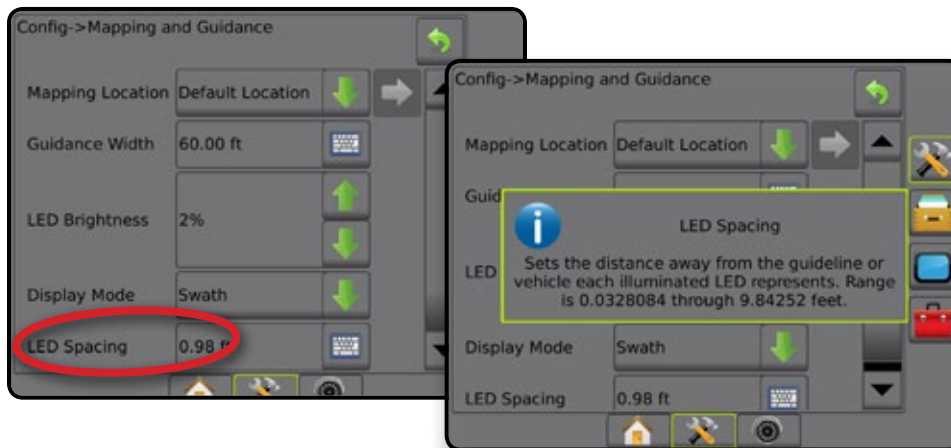 Config->Mapping and Guidance
Mapping Location Default Location
Guidance Width 60.00 ft
LED Brightness 2%
Display Mode Swath
LED Spacing 0.98 ft
Config->Mapping and Guidance
Mapping Location Default Location
Guid
LED Spacing
LED
Sets the distance away from the guideline or
vehicle each illuminated LED represents. Range
is 0.0328084 through 9.84252 feet.
Display Mode Swath
LED Spacing 0.98 ft